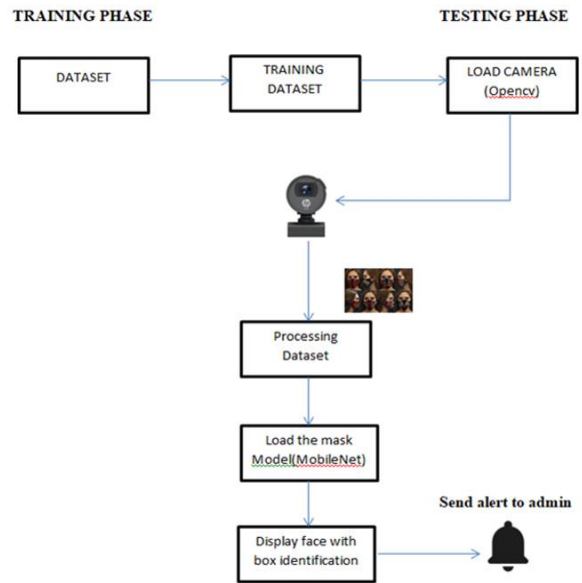 TRAINING PHASE
TESTING PHASE
DATASET
TRAINING
DATASET
LOAD CAMERA
(Opencv)
hp
Processing
Dataset
Load the mask
Model(MobileNet)
Send alert to admin
Display face with
box identification